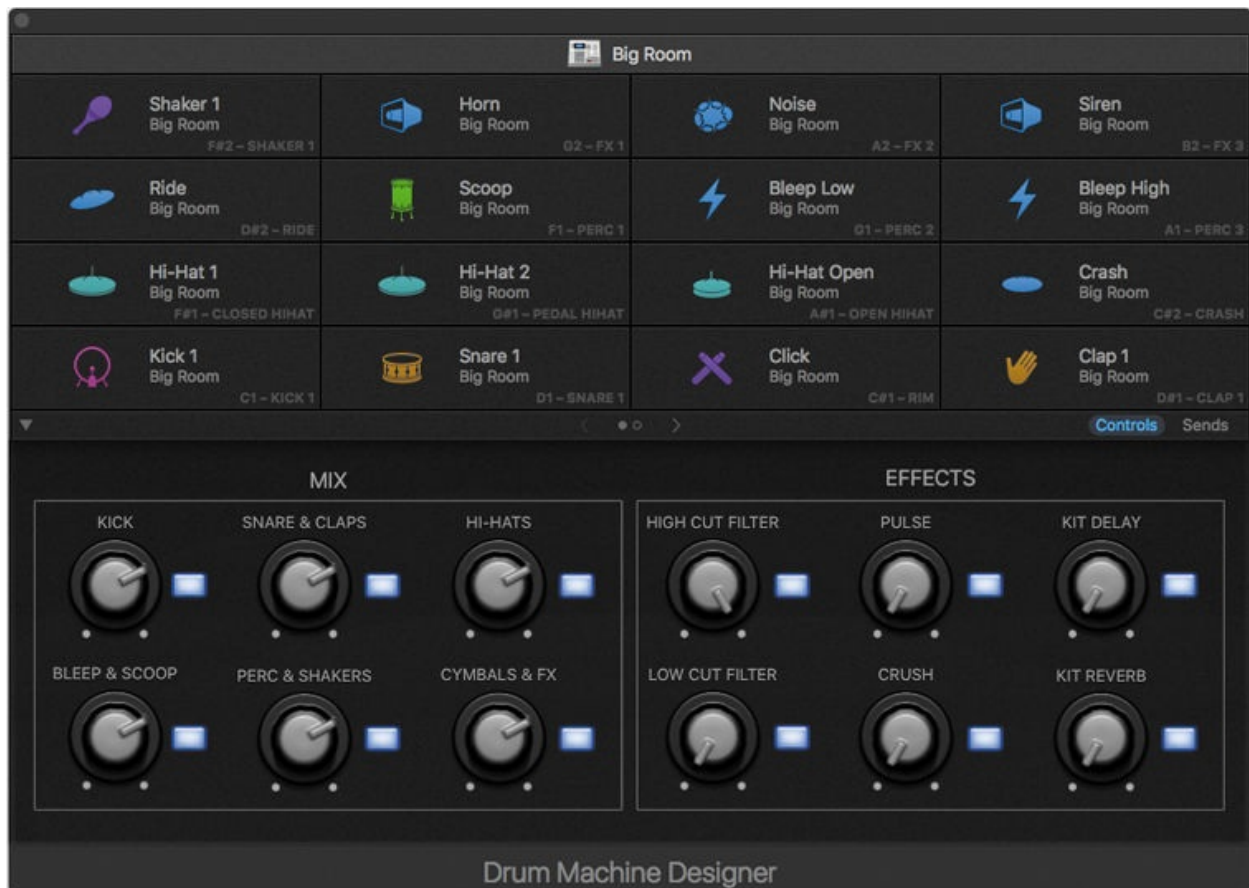 Big Room
Shaker 1
Big Room
F#2 – SHAKER 1
Horn
Big Room
G2 – FX 1
Noise
Big Room
A2 – FX 2
Siren
Big Room
B2 – FX 3
Ride
Big Room
D#2 – RIDE
Scoop
Big Room
F1 – PERC 1
Bleep Low
Big Room
G1 – PERC 2
Bleep High
Big Room
A1 – PERC 3
Hi-Hat 1
Big Room
F#1 – CLOSED HIHAT
Hi-Hat 2
Big Room
G#1 – PEDAL HIHAT
Hi-Hat Open
Big Room
A#1 – OPEN HIHAT
Crash
Big Room
C#2 – CRASH
Kick 1
Big Room
C1 – KICK 1
Snare 1
Big Room
D1 – SNARE 1
Click
Big Room
C#1 – RIM
Clap 1
Big Room
D#1 – CLAP 1
Controls Sends
MIX
KICK SNARE & CLAPS HI-HATS
BLEEP & SCOOP PERC & SHAKERS CYMBALS & FX
EFFECTS
HIGH CUT FILTER PULSE KIT DELAY
LOW CUT FILTER CRUSH KIT REVERB
Drum Machine Designer